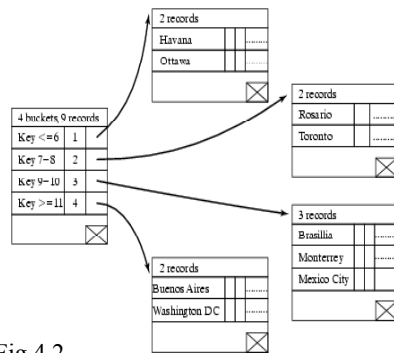 2 records
Havana
Ottawa
2 records
Rosario
Toronto
4 buckets, 9 records
Key <=6 1
Key 7-8 2
Key 9-10 3
Key >=11 4
3 records
Brasillia
Monterrey
Mexico City
2 records
Buenos Aires
Washington DC
Fig 4.2